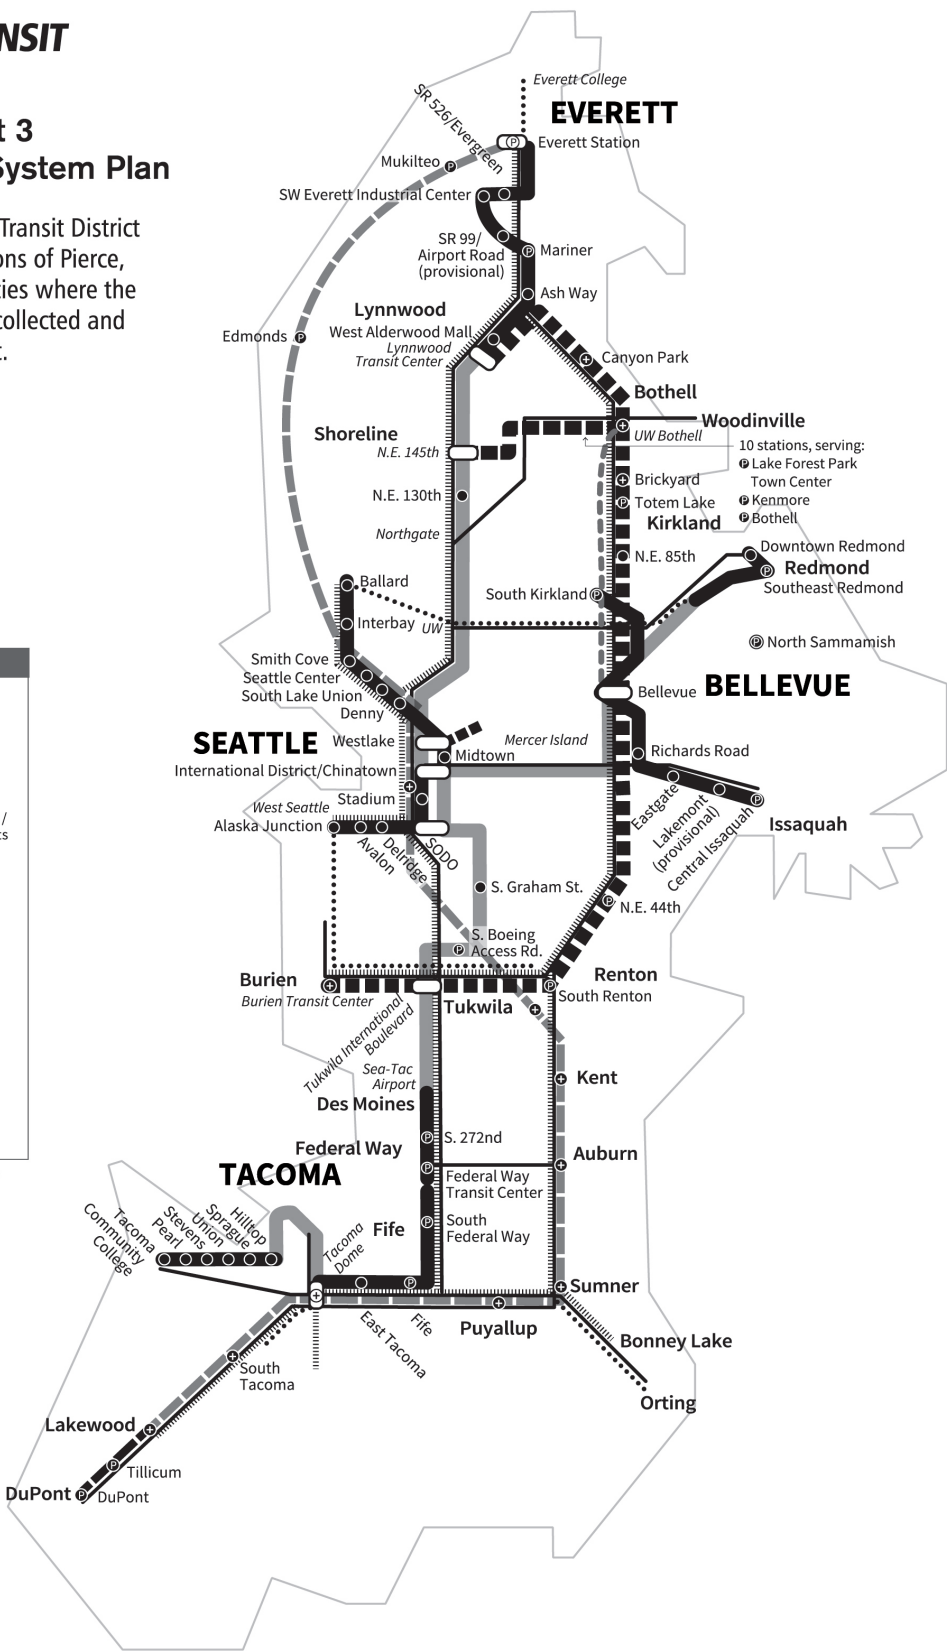 NSIT
t 3
System Plan
Transit District
ons of Pierce,
ties where the
collected and
t.
/
ts
Everett College
EVERETT
SR 526/Evergreen
Everett Station
Mukilteo
SW Everett Industrial Center
SR 99/
Airport Road
(provisional)
Mariner
Ash Way
Lynnwood
West Alderwood Mall
Lynnwood
Transit Center
Edmonds
Canyon Park
Bothell
Woodinville
UW Bothell
Shoreline
N.E. 145th
10 stations, serving:
P Lake Forest Park
Town Center
P Kenmore
P Bothell
Brickyard
Totem Lake
Kirkland
N.E. 130th
Northgate
N.E. 85th
Downtown Redmond
Redmond
Southeast Redmond
Ballard
South Kirkland
Interbay
UW
P North Sammamish
Smith Cove
Seattle Center
South Lake Union
Denny
Bellevue
BELLEVUE
SEATTLE
Westlake
Mercer Island
Midtown
Richards Road
International District/Chinatown
Stadium
West Seattle
Alaska Junction
Avalon
Delridge
SODO
Eastgate
Lakemont
(provisional)
Central Issaquah
Issaquah
S. Graham St.
N.E. 44th
S. Boeing
Access Rd.
Burien
Burien Transit Center
Renton
South Renton
Tukwila
Tukwila International
Boulevard
Sea-Tac
Airport
Kent
Des Moines
S. 272nd
Federal Way
Auburn
Federal Way
Transit Center
TACOMA
South
Federal Way
Fife
Tacoma
Community
College
Pearl
Stevens
Union
Sprague
Hilltop
Tacoma
Dome
Sumner
East Tacoma
Fife
Puyallup
Bonney Lake
South
Tacoma
Orting
Lakewood
Tillicum
DuPont
DuPont